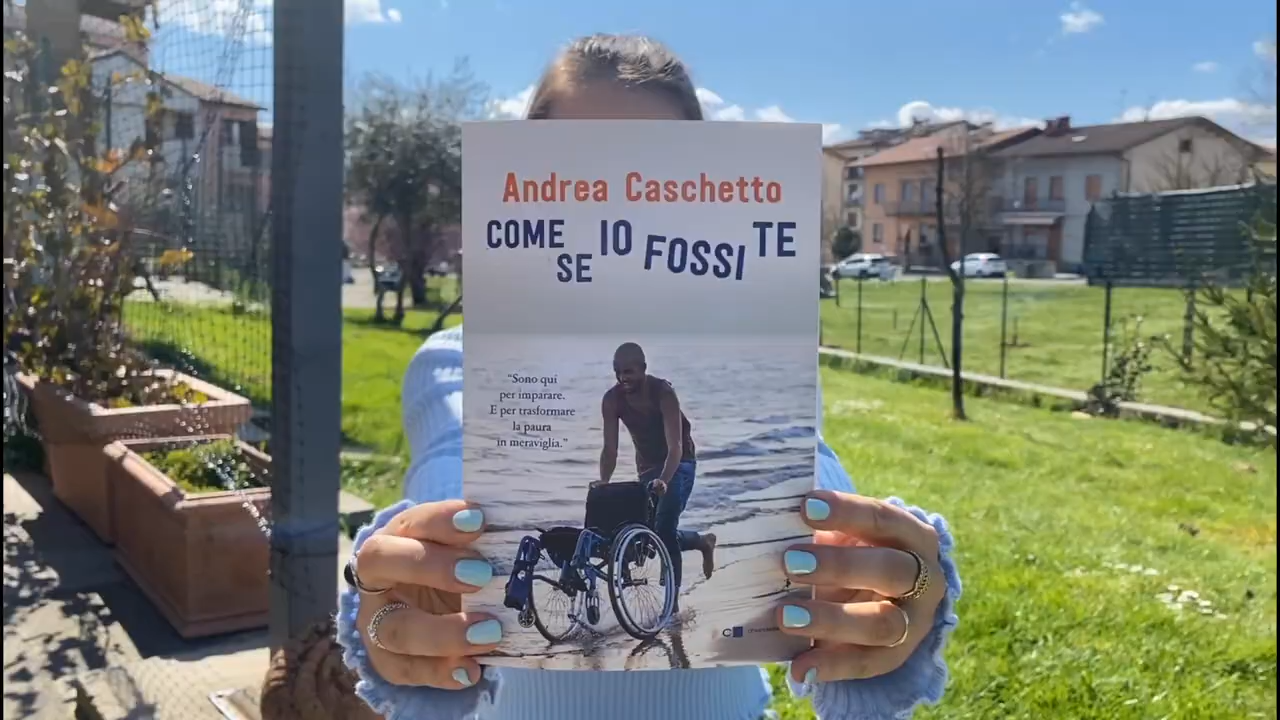 Andrea Caschetto
COME SE IO FOSSI TE
"Sono qui
per imparare.
E per trasformare
la paura
in meraviglia."